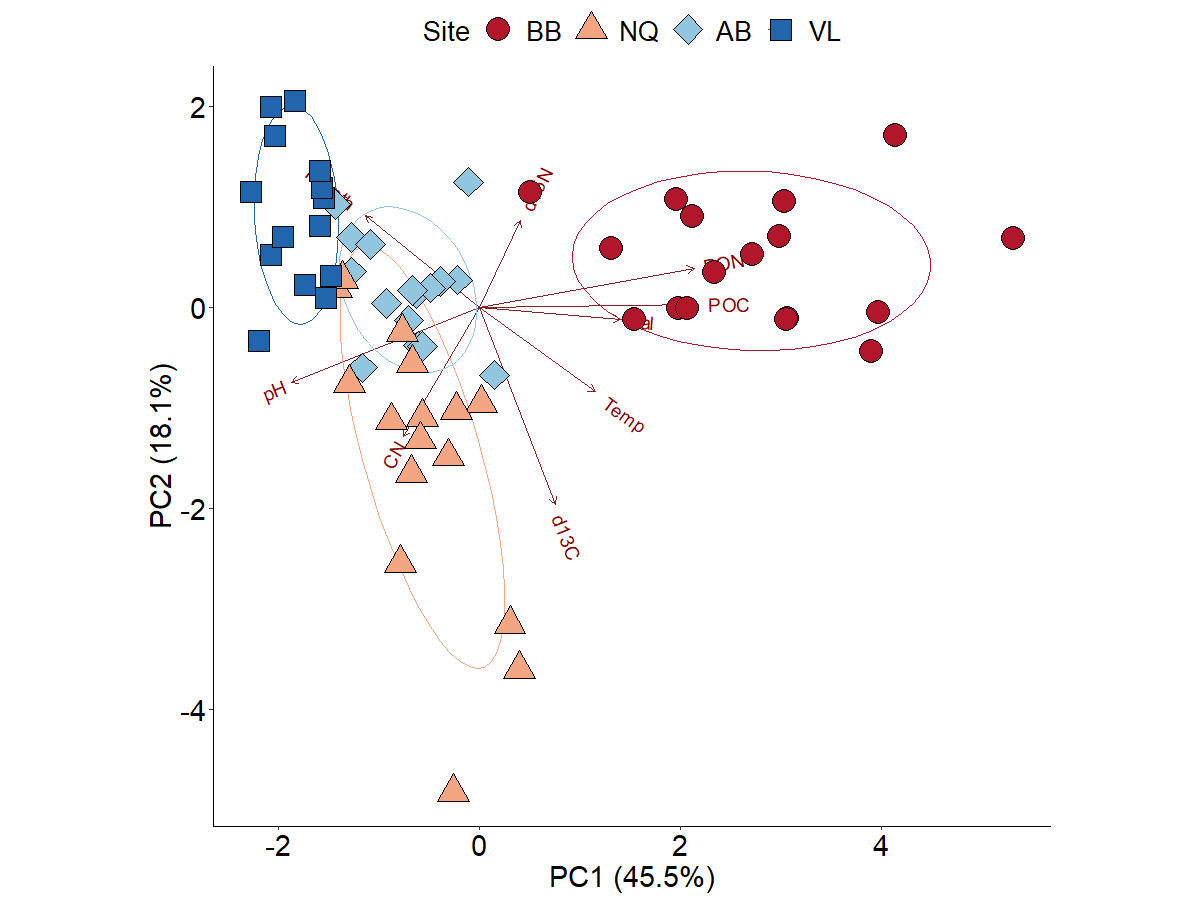 Site BB NQ AB VL
2
0
-2
-4
PC2 (18.1%)
POC
pH
Temp
CN
d13C
-2 0 2 4
PC1 (45.5%)